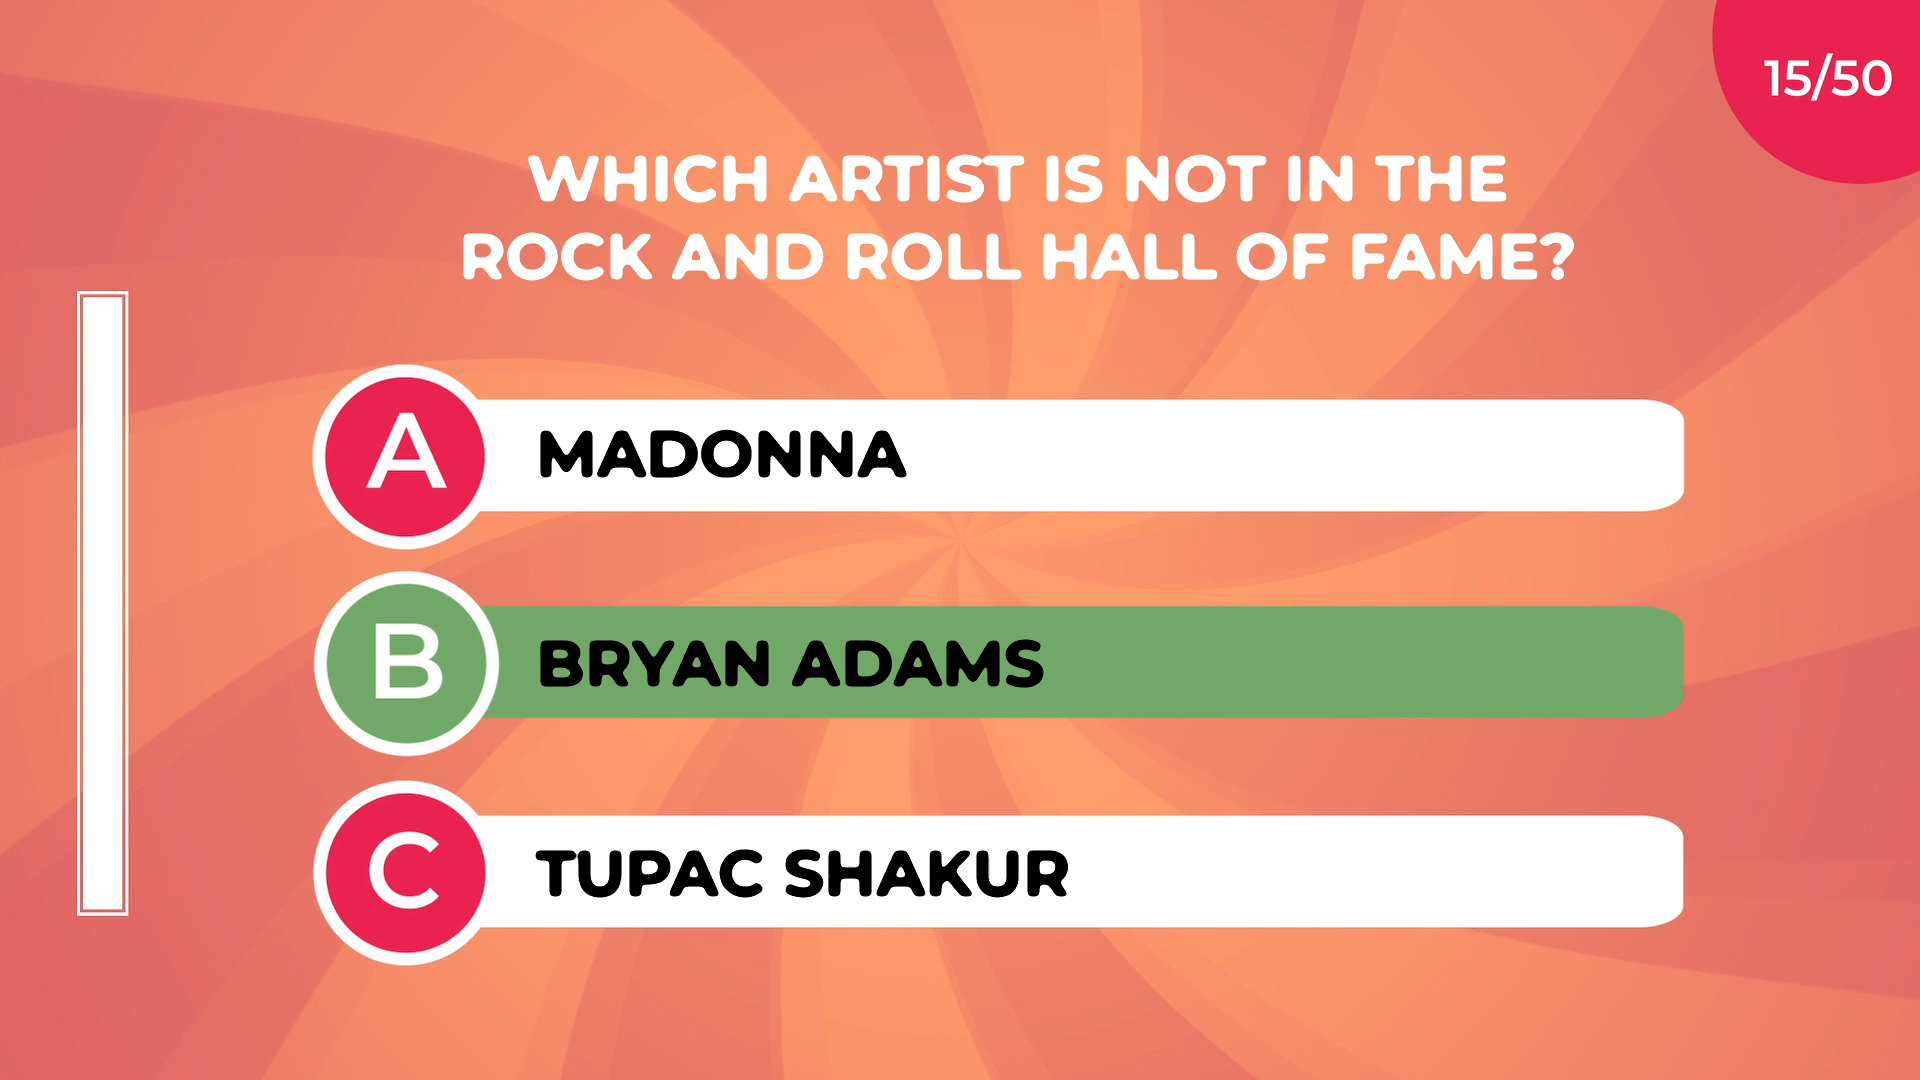 15/50
WHICH ARTIST IS NOT IN THE
ROCK AND ROLL HALL OF FAME?
A MADONNA
B BRYAN ADAMS
C TUPAC SHAKUR